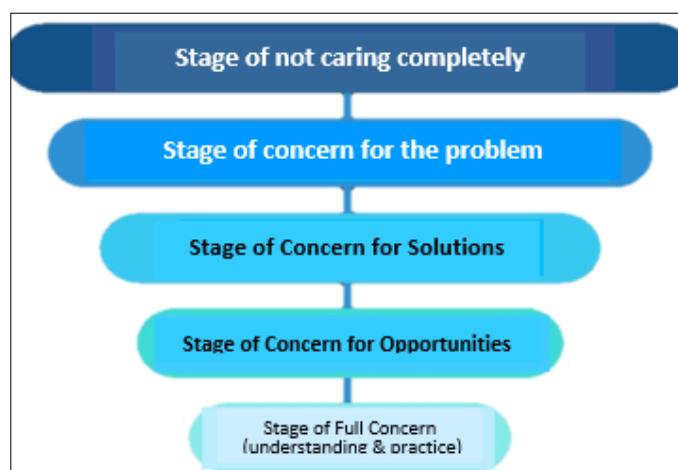 Stage of not caring completely
Stage of concern for the problem
Stage of Concern for Solutions
Stage of Concern for Opportunities
Stage of Full Concern
(understanding & practice)